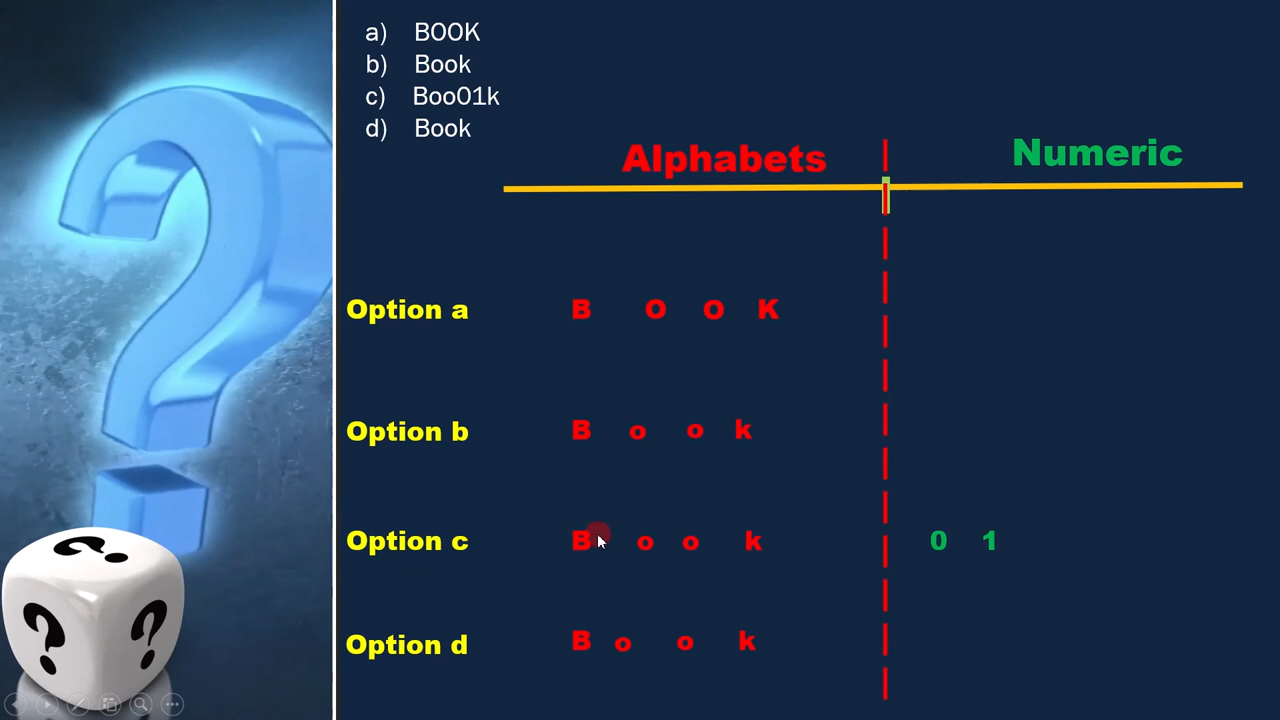 a) BOOK
b) Book
c) Boo01k
d) Book
Alphabets Numeric
Option a B O O K
Option b B o o k
Option c B o o k 0 1
Option d B o o k